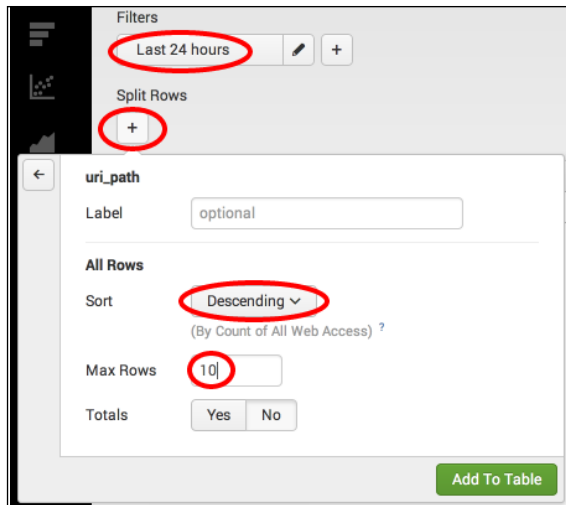 Filters
Last 24 hours
+
Split Rows
+
uri_path
Label optional
All Rows
Sort Descending
(By Count of All Web Access) ?
Max Rows 10
Totals Yes No
Add To Table